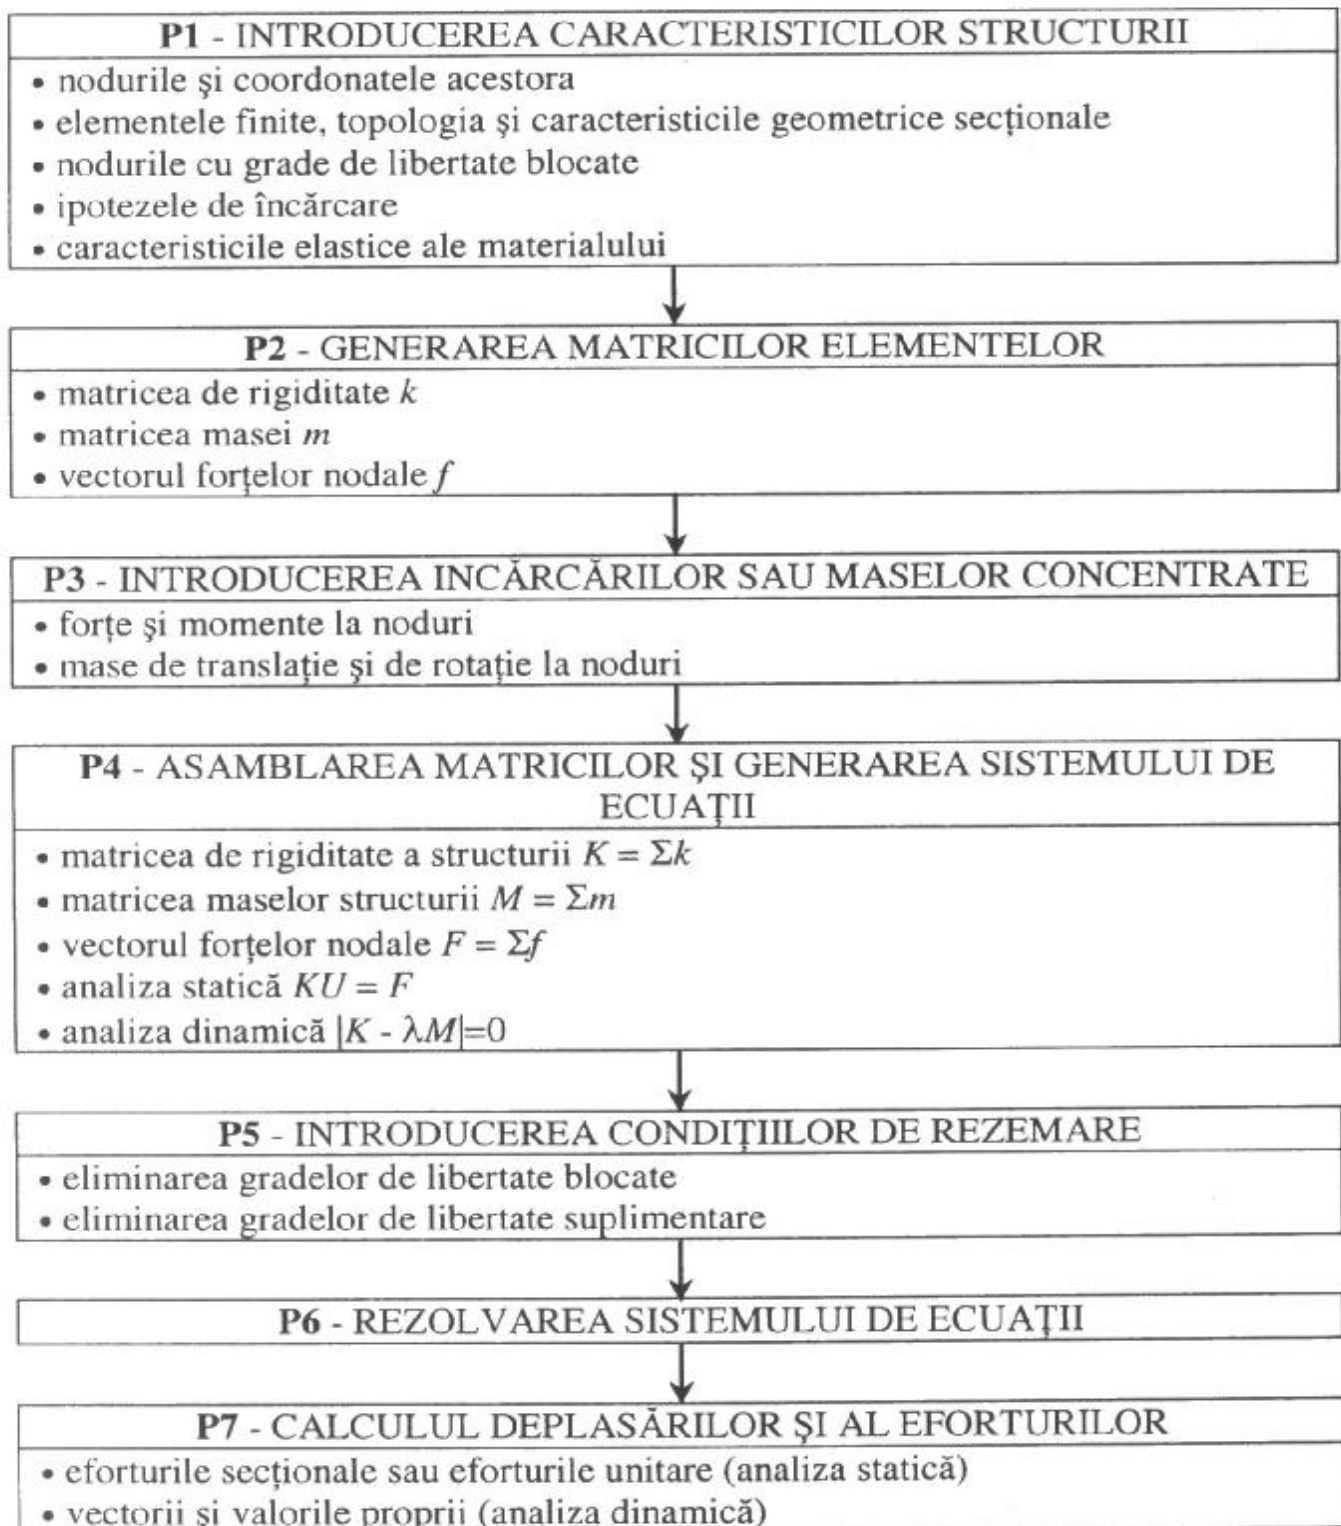 P1 - INTRODUCEREA CARACTERISTICILOR STRUCTURII
• nodurile şi coordonatele acestora
• elementele finite, topologia şi caracteristicile geometrice secţionale
• nodurile cu grade de libertate blocate
• ipotezele de încărcare
• caracteristicile elastice ale materialului
P2 - GENERAREA MATRICILOR ELEMENTELOR
• matricea de rigiditate k
• matricea masei m
• vectorul forţelor nodale f
P3 - INTRODUCEREA INCĂRCĂRILOR SAU MASELOR CONCENTRATE
• forţe şi momente la noduri
• mase de translaţie şi de rotaţie la noduri
P4 - ASAMBLAREA MATRICILOR ŞI GENERAREA SISTEMULUI DE
ECUAŢII
• matricea de rigiditate a structurii K = Σk
• matricea maselor structurii M = Σm
• vectorul forţelor nodale F = Σf
• analiza statică KU = F
• analiza dinamică |K - λM|=0
P5 - INTRODUCEREA CONDIŢIILOR DE REZEMARE
• eliminarea gradelor de libertate blocate
• eliminarea gradelor de libertate suplimentare
P6 - REZOLVAREA SISTEMULUI DE ECUAŢII
P7 - CALCULUL DEPLASĂRILOR ŞI AL EFORTURILOR
• eforturile secţionale sau eforturile unitare (analiza statică)
• vectorii şi valorile proprii (analiza dinamică)